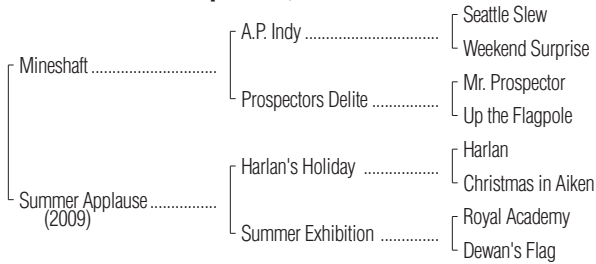 Seattle Slew
A.P. Indy ....................................
Weekend Surprise
Mineshaft ..............................
Mr. Prospector
Prospectors Delite ..................
Up the Flagpole
Harlan
Harlan's Holiday ....................
Christmas in Aiken
Summer Applause ................
(2009)
Royal Academy
Summer Exhibition ................
Dewan's Flag